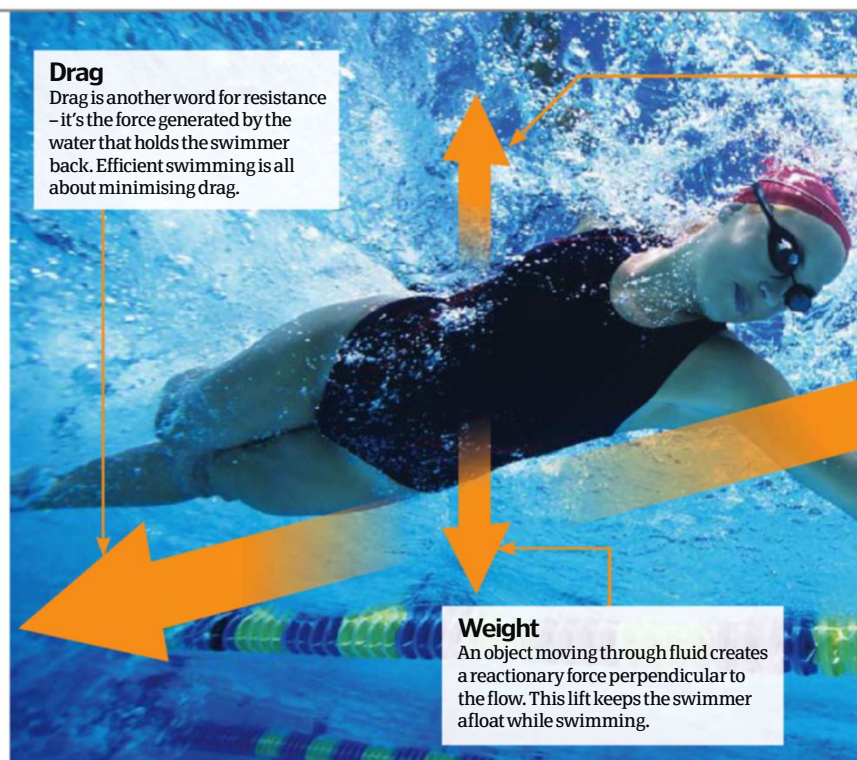 Drag
Drag is another word for resistance
– it's the force generated by the
water that holds the swimmer
back. Efficient swimming is all
about minimising drag.
Weight
An object moving through fluid creates
a reactionary force perpendicular to
the flow. This lift keeps the swimmer
afloat while swimming.